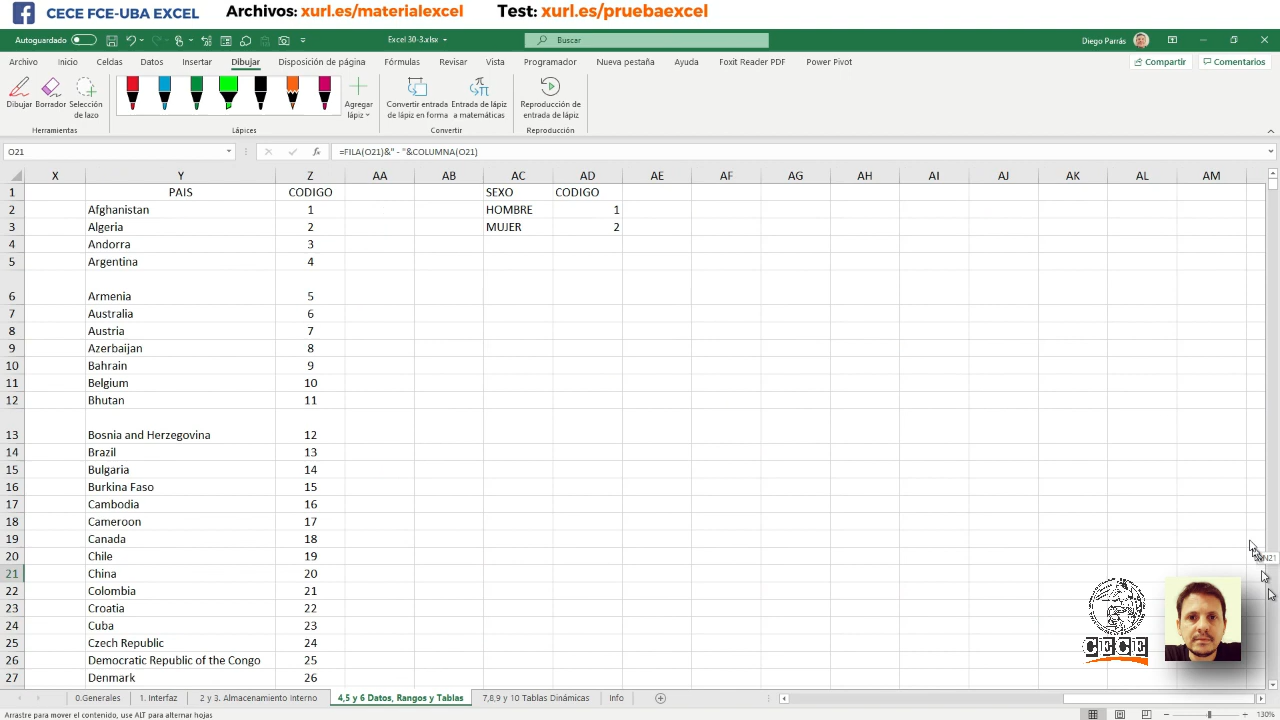 CECE FCE-UBA EXCEL Archivos: xurl.es/materialexcel Test: xurl.es/pruebaexcel
Autoguardado Excel 30-3.xlsx Buscar Diego Parrás
Archivo Inicio Celdas Datos Insertar Dibujar Disposición de página Fórmulas Revisar Vista Programador Nueva pestaña Ayuda Foxit Reader PDF Power Pivot Compartir Comentarios
Dibujar Borrador Selección de lazo Agregar lápiz Convertir entrada de lápiz en forma Entrada de lápiz a matemáticas Reproducción de entrada de lápiz
Herramientas Lápices Convertir Reproducción
O21 fx =FILA(O21)&" - "&COLUMNA(O21)
X Y Z AA AB AC AD AE AF AG AH AI AJ AK AL AM
1 PAIS CODIGO SEXO CODIGO
2 Afghanistan 1 HOMBRE 1
3 Algeria 2 MUJER 2
4 Andorra 3
5 Argentina 4
6 Armenia 5
7 Australia 6
8 Austria 7
9 Azerbaijan 8
10 Bahrain 9
11 Belgium 10
12 Bhutan 11
13 Bosnia and Herzegovina 12
14 Brazil 13
15 Bulgaria 14
16 Burkina Faso 15
17 Cambodia 16
18 Cameroon 17
19 Canada 18
20 Chile 19
21 China 20
22 Colombia 21
23 Croatia 22
24 Cuba 23
25 Czech Republic 24
26 Democratic Republic of the Congo 25
27 Denmark 26
CECE
0.Generales 1. Interfaz 2 y 3. Almacenamiento Interno 4,5 y 6 Datos, Rangos y Tablas 7,8,9 y 10 Tablas Dinámicas Info
Arrastre para mover el contenido, use ALT para alternar hojas 130%